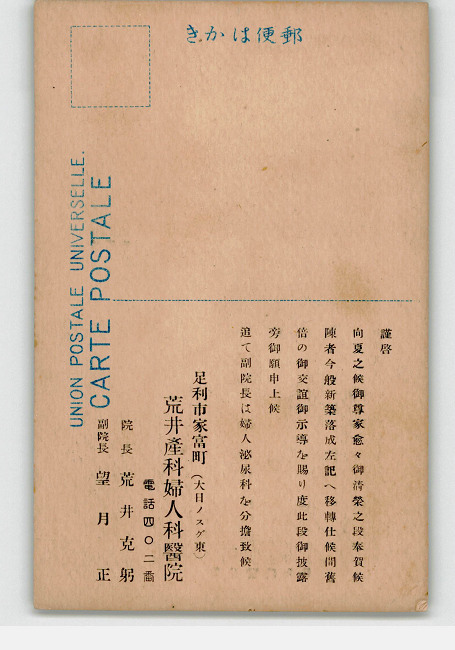 きかは便郵
UNION POSTALE UNIVERSELLE.
CARTE POSTALE
謹啓
向夏之候御尊家愈々御清榮之段奉賀候
陳者今般新築落成左記へ移轉仕候間舊
倍の御交誼御示導を賜り度此段御披露
旁御願申上候
追て副院長は婦人泌尿科を分擔致候
足利市家富町(大日ノスグ東)
荒井產科婦人科醫院
電話四〇二番
院長 荒井克躬
副院長 望月正